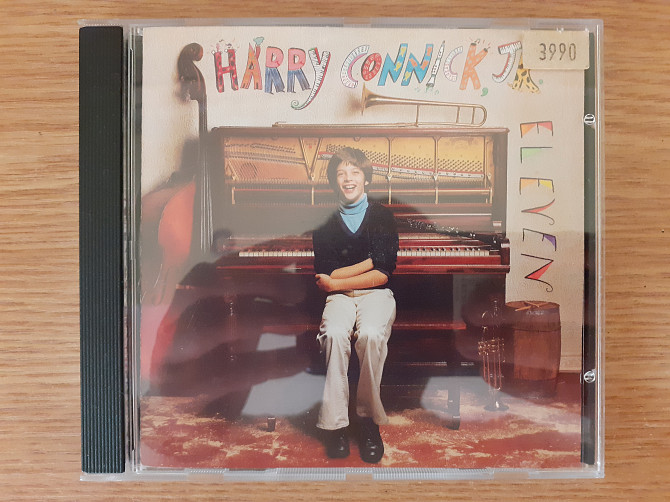 HARRY CONNICK, JR.
3990
ELEVEN